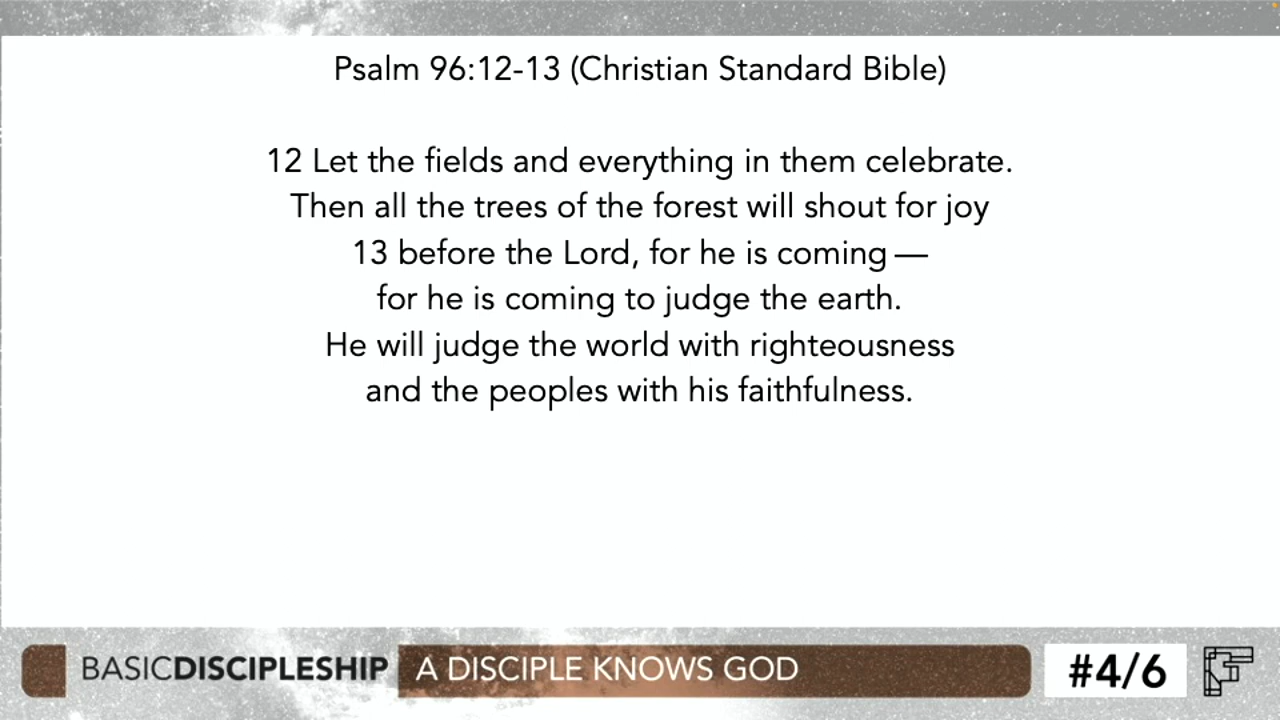 Psalm 96:12-13 (Christian Standard Bible)
12 Let the fields and everything in them celebrate.
Then all the trees of the forest will shout for joy
13 before the Lord, for he is coming —
for he is coming to judge the earth.
He will judge the world with righteousness
and the peoples with his faithfulness.
BASICDISCIPLESHIP A DISCIPLE KNOWS GOD #4/6